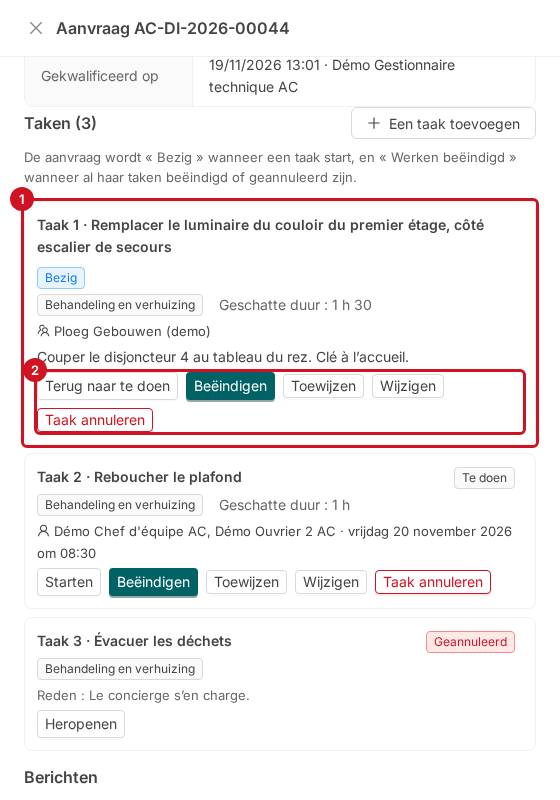 Aanvraag AC-DI-2026-00044
Gekwalificeerd op
19/11/2026 13:01 · Démo Gestionnaire
technique AC
Taken (3)
Een taak toevoegen
De aanvraag wordt « Bezig » wanneer een taak start, en « Werken beëindigd »
wanneer al haar taken beëindigd of geannuleerd zijn.
1
Taak 1 · Remplacer le luminaire du couloir du premier étage, côté
escalier de secours
Bezig
Behandeling en verhuizing Geschatte duur : 1 h 30
Ploeg Gebouwen (demo)
Couper le disjoncteur 4 au tableau du rez. Clé à l’accueil.
2
Terug naar te doen Beëindigen Toewijzen Wijzigen
Taak annuleren
Taak 2 · Reboucher le plafond Te doen
Behandeling en verhuizing Geschatte duur : 1 h
Démo Chef d'équipe AC, Démo Ouvrier 2 AC · vrijdag 20 november 2026
om 08:30
Starten Beëindigen Toewijzen Wijzigen Taak annuleren
Taak 3 · Évacuer les déchets Geannuleerd
Behandeling en verhuizing
Reden : Le concierge s’en charge.
Heropenen
Berichten